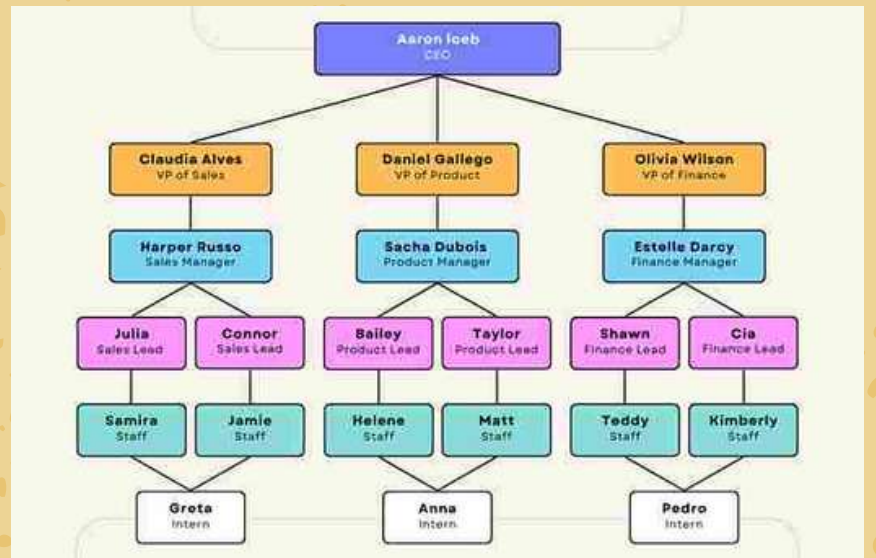 Aaron loeb
CEO
Claudia Alves
VP of Sales
Daniel Gallego
VP of Product
Olivia Wilson
VP of Finance
Harper Russo
Sales Manager
Sacha Dubois
Product Manager
Estelle Darcy
Finance Manager
Julia
Sales Lead
Connor
Sales Lead
Bailey
Product Lead
Taylor
Product Lead
Shawn
Finance Lead
Cia
Finance Lead
Samira
Staff
Jamie
Staff
Helene
Staff
Matt
Staff
Teddy
Staff
Kimberly
Staff
Greta
Intern
Anna
Intern
Pedro
Intern